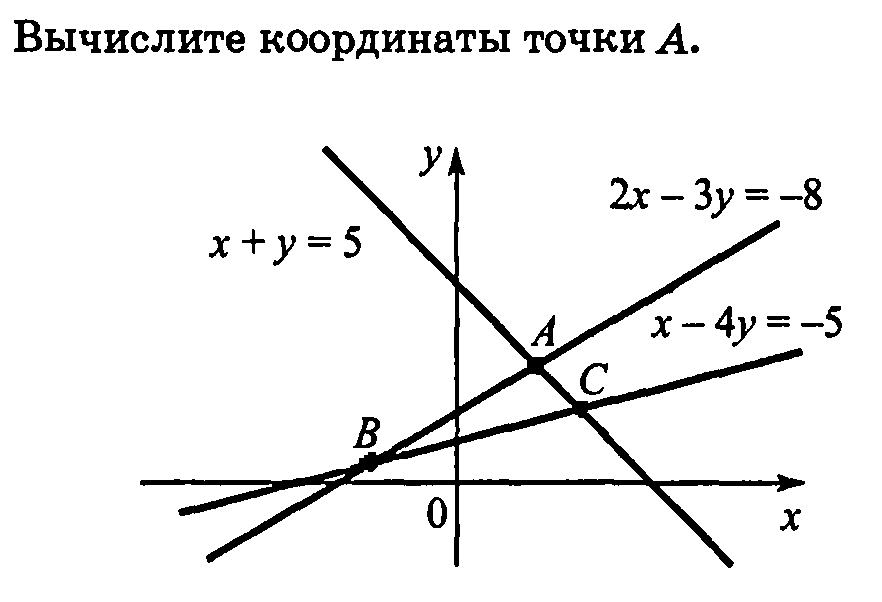 Вычислите координаты точки A.
y
2x – 3y = –8
x + y = 5
x – 4y = –5
A
C
B
0
x